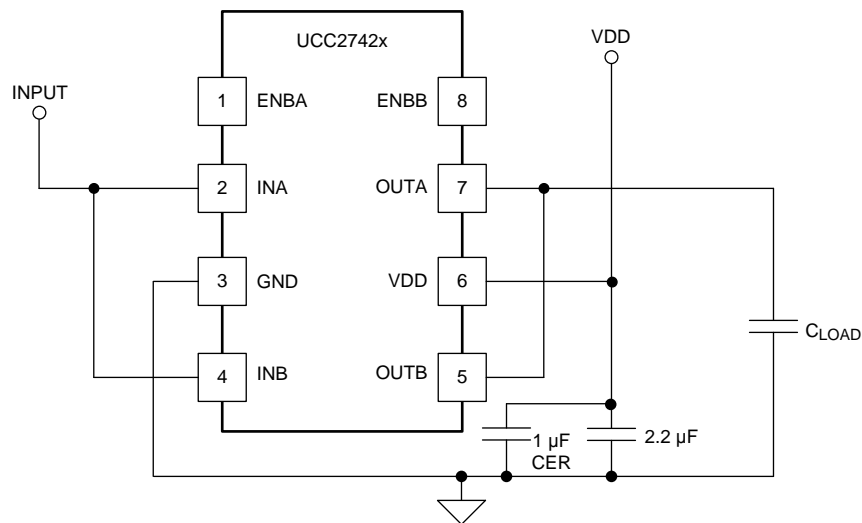 UCC2742x
VDD
INPUT
1 ENBA ENBB 8
2 INA OUTA 7
3 GND VDD 6
4 INB OUTB 5
CLOAD
1 µF
CER
2.2 µF